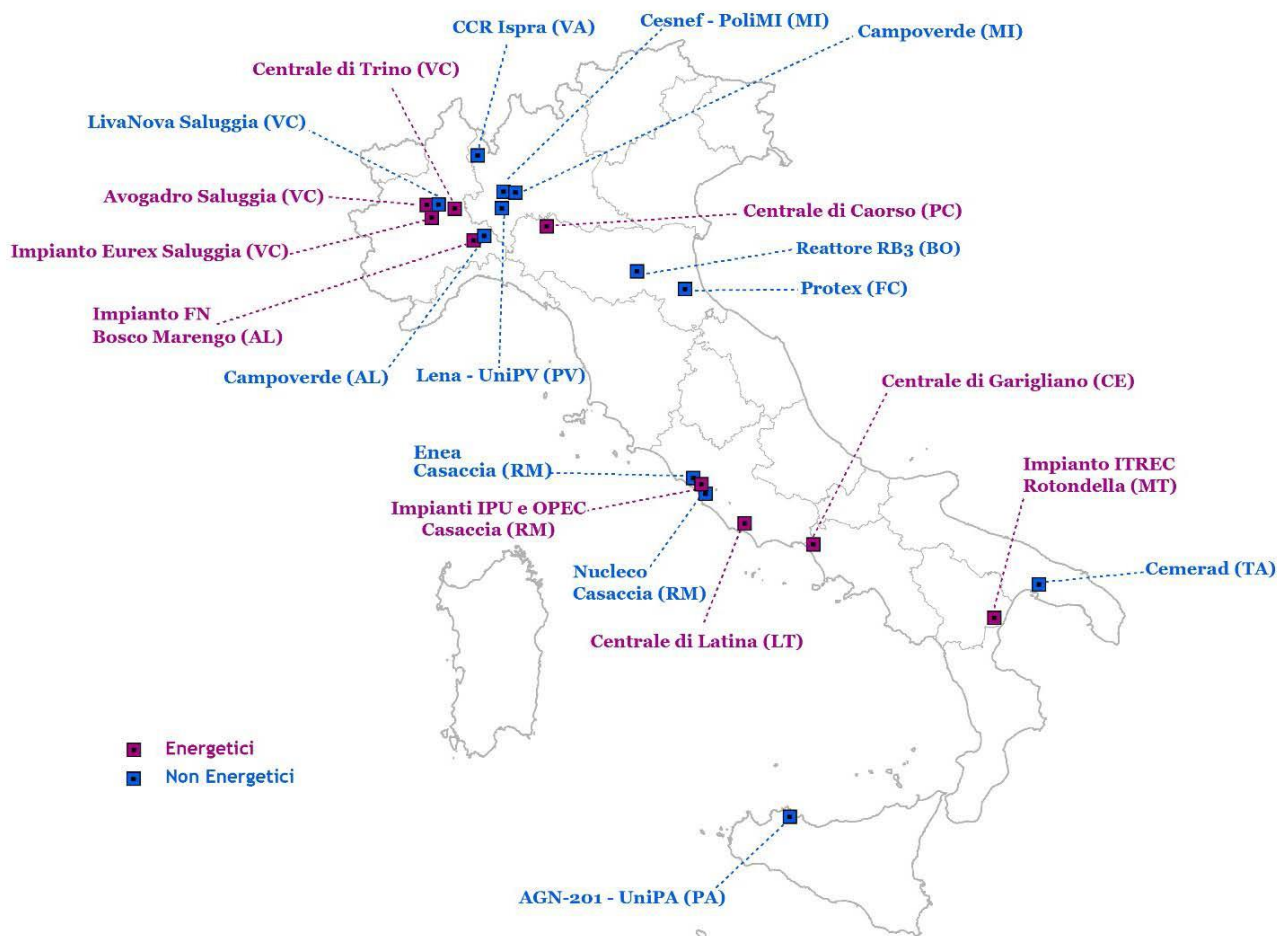 CCR Ispra (VA)
Cesnef - PoliMI (MI)
Campoverde (MI)
Centrale di Trino (VC)
LivaNova Saluggia (VC)
Avogadro Saluggia (VC)
Centrale di Caorso (PC)
Impianto Eurex Saluggia (VC)
Reattore RB3 (BO)
Protex (FC)
Impianto FN
Bosco Marengo (AL)
Campoverde (AL)
Lena - UniPV (PV)
Centrale di Garigliano (CE)
Enea
Casaccia (RM)
Impianto ITREC
Rotondella (MT)
Impianti IPU e OPEC
Casaccia (RM)
Nucleco
Casaccia (RM)
Cemerad (TA)
Centrale di Latina (LT)
Energetici
Non Energetici
AGN-201 - UniPA (PA)